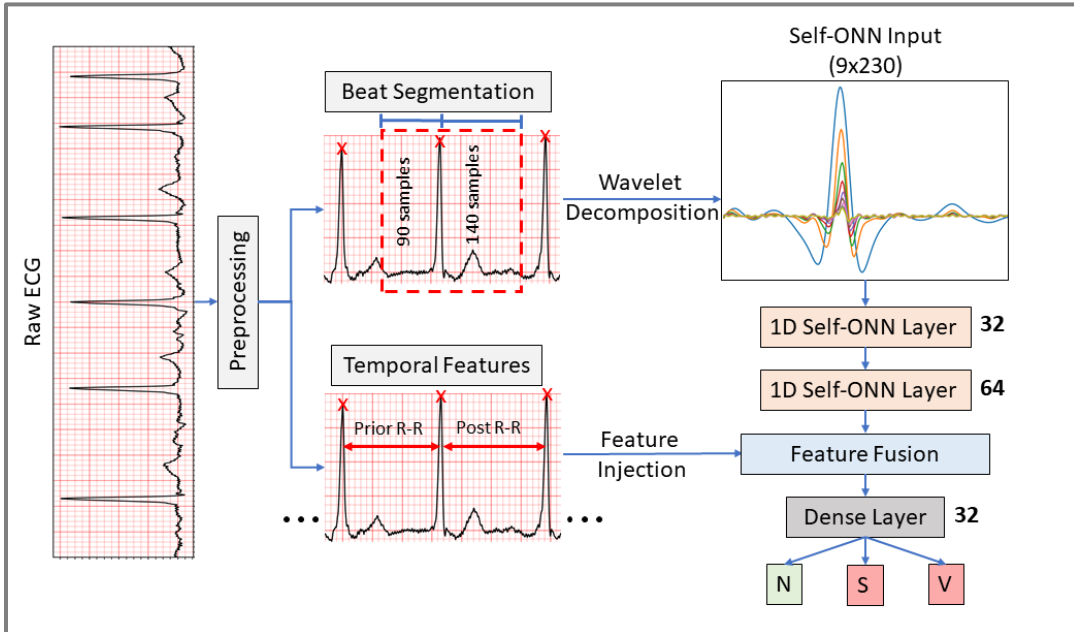 Raw ECG
Preprocessing
Beat Segmentation
X X X
90 samples
140 samples
Temporal Features
X X X
Prior R-R
Post R-R
... ...
Wavelet
Decomposition
Feature
Injection
Self-ONN Input
(9x230)
1D Self-ONN Layer 32
1D Self-ONN Layer 64
Feature Fusion
Dense Layer 32
N S V